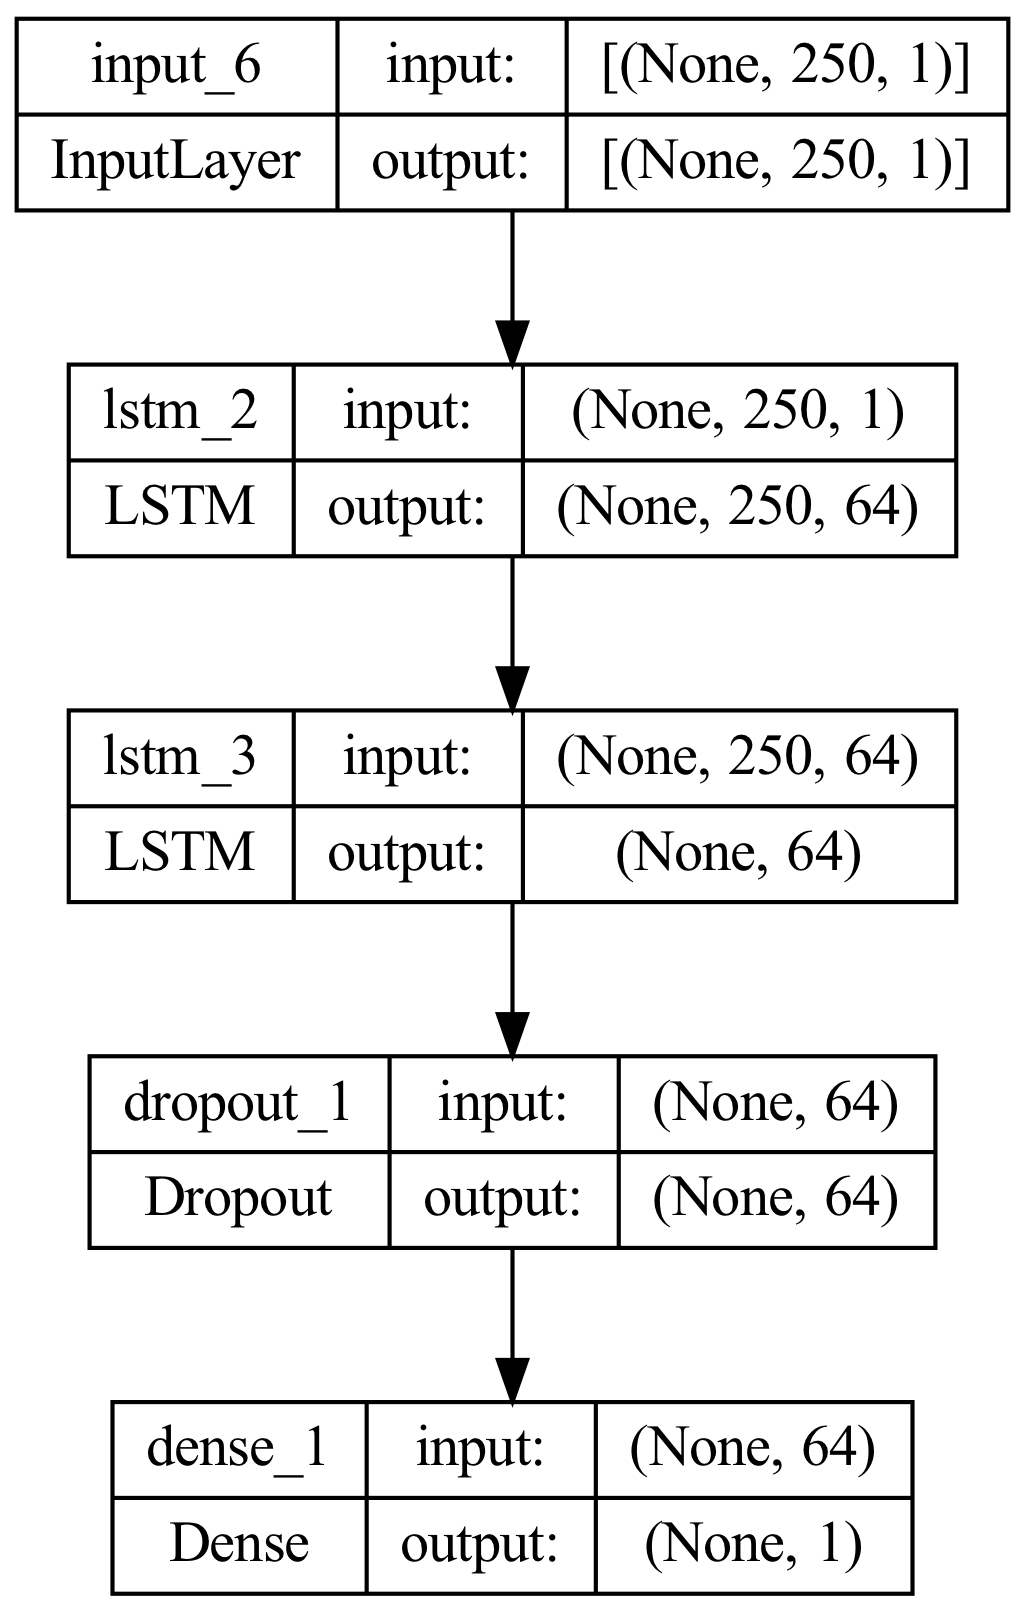 input_6 input: [(None, 250, 1)]
InputLayer output: [(None, 250, 1)]
lstm_2 input: (None, 250, 1)
LSTM output: (None, 250, 64)
lstm_3 input: (None, 250, 64)
LSTM output: (None, 64)
dropout_1 input: (None, 64)
Dropout output: (None, 64)
dense_1 input: (None, 64)
Dense output: (None, 1)